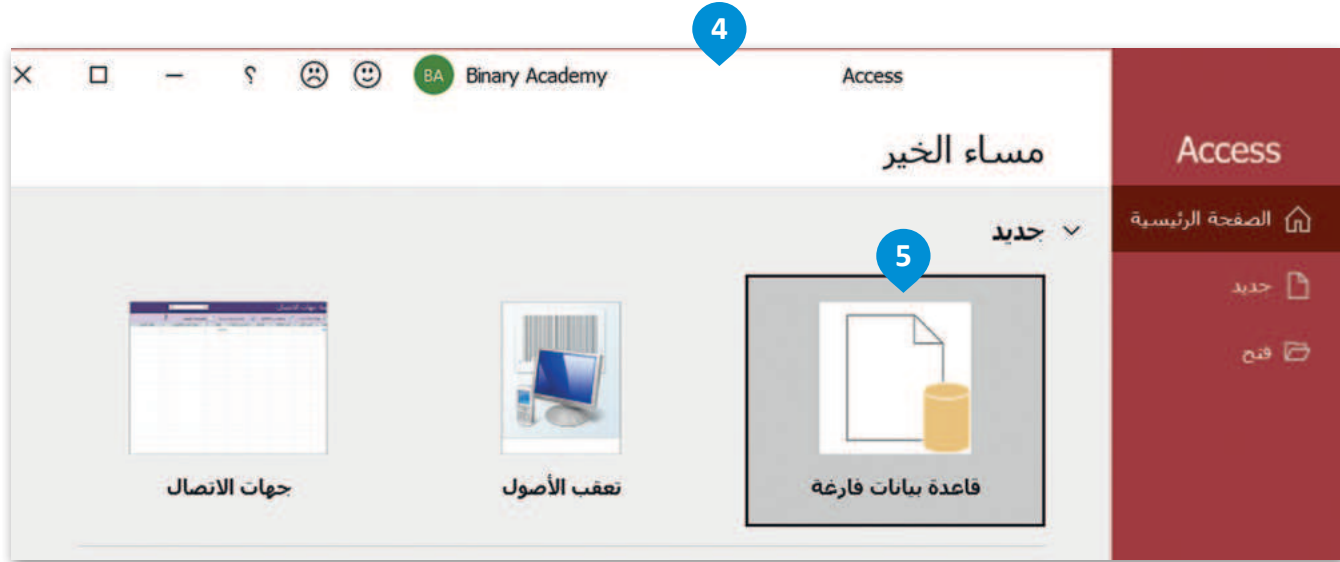 4
Access
Binary Academy
BA
؟
Access
مساء الخير
الصفحة الرئيسية
جديد
فتح
جديد
5
قاعدة بيانات فارغة
تعقب الأصول
جهات الاتصال